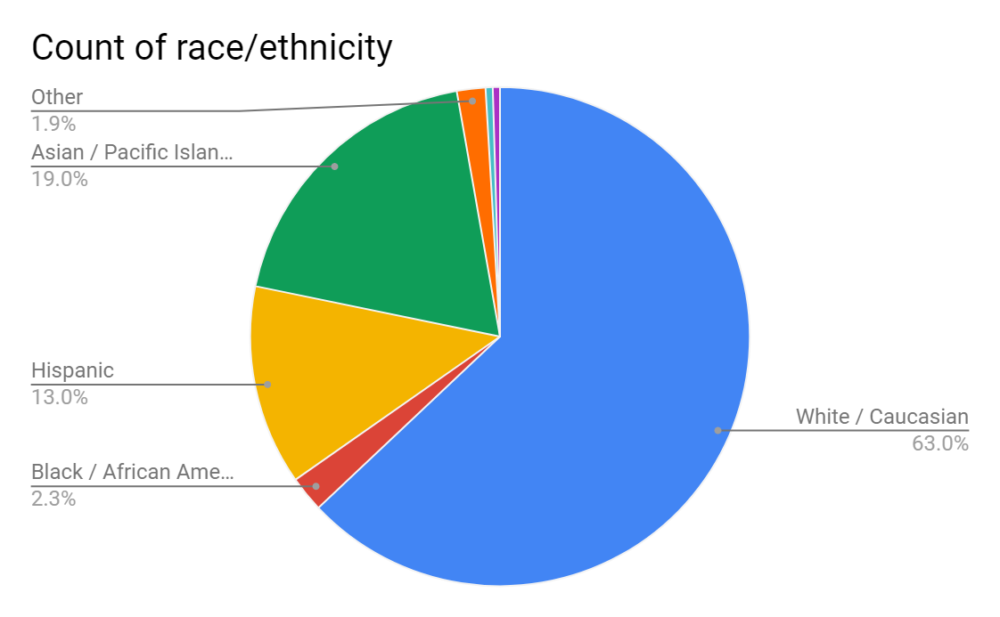 Count of race/ethnicity
Other
1.9%
Asian / Pacific Islan...
19.0%
Hispanic
13.0%
Black / African Ame...
2.3%
White / Caucasian
63.0%